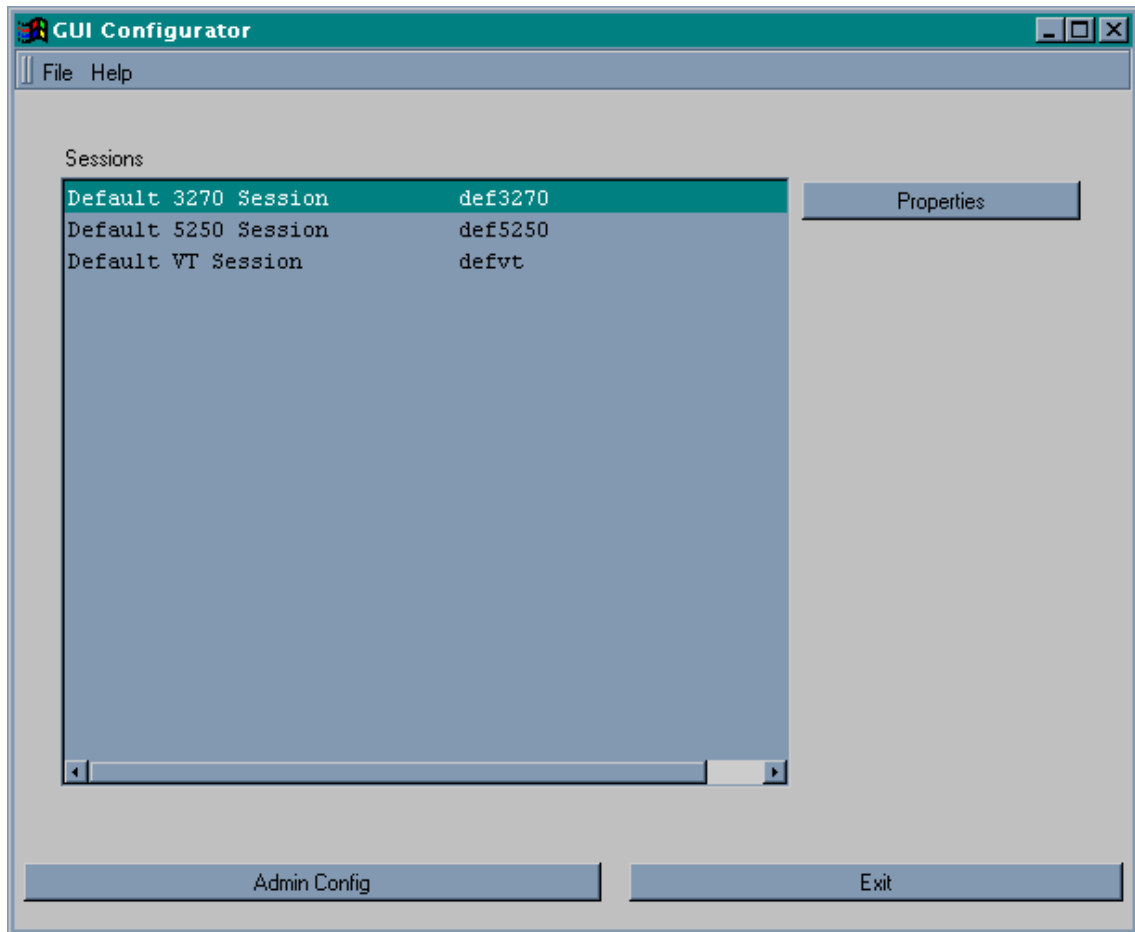 GUI Configurator
File Help
Sessions
Default 3270 Session def3270
Default 5250 Session def5250
Default VT Session defvt
Properties
Admin Config
Exit